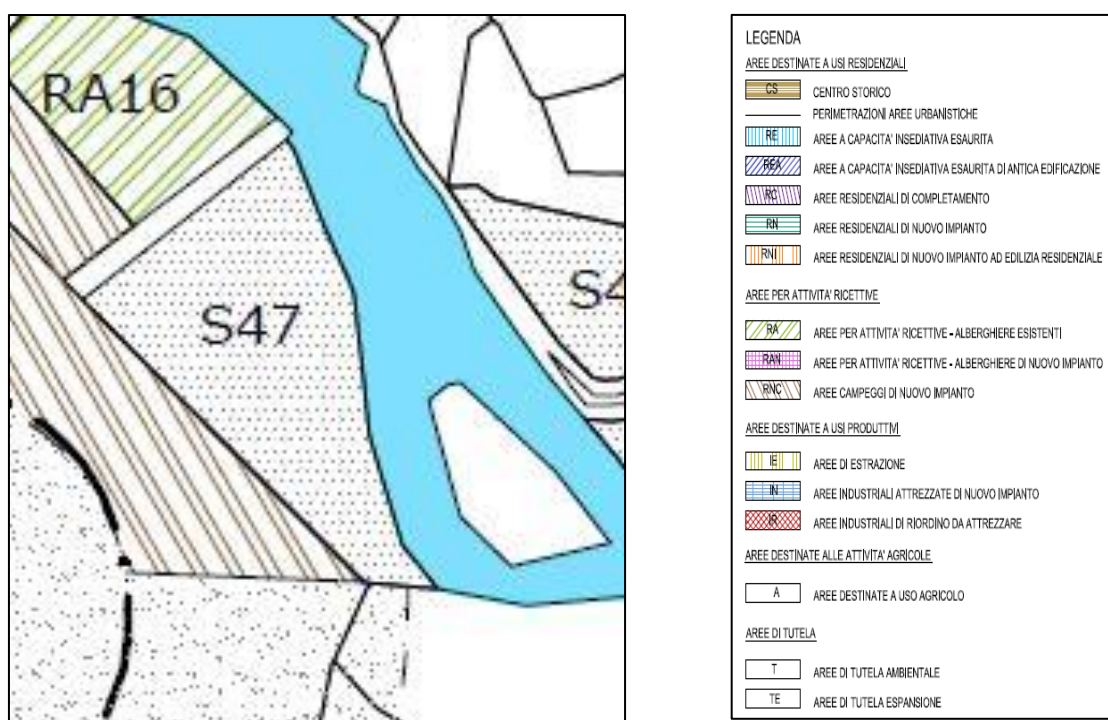 RA16
S47
S4
LEGENDA
AREE DESTINATE A USI RESIDENZIALI
CS CENTRO STORICO
PERIMETRAZIONI AREE URBANISTICHE
RE AREE A CAPACITA' INSEDIATIVA ESAURITA
REA AREE A CAPACITA' INSEDIATIVA ESAURITA DI ANTICA EDIFICAZIONE
RC AREE RESIDENZIALI DI COMPLETAMENTO
RN AREE RESIDENZIALI DI NUOVO IMPIANTO
RNI AREE RESIDENZIALI DI NUOVO IMPIANTO AD EDILIZIA RESIDENZIALE
AREE PER ATTIVITA' RICETTIVE
RA AREE PER ATTIVITA' RICETTIVE - ALBERGHIERE ESISTENTI
RAN AREE PER ATTIVITA' RICETTIVE - ALBERGHIERE DI NUOVO IMPIANTO
RNC AREE CAMPEGGI DI NUOVO IMPIANTO
AREE DESTINATE A USI PRODUTTIVI
IE AREE DI ESTRAZIONE
IN AREE INDUSTRIALI ATTREZZATE DI NUOVO IMPIANTO
IR AREE INDUSTRIALI DI RIORDINO DA ATTREZZARE
AREE DESTINATE ALLE ATTIVITA' AGRICOLE
A AREE DESTINATE A USO AGRICOLO
AREE DI TUTELA
T AREE DI TUTELA AMBIENTALE
TE AREE DI TUTELA ESPANSIONE